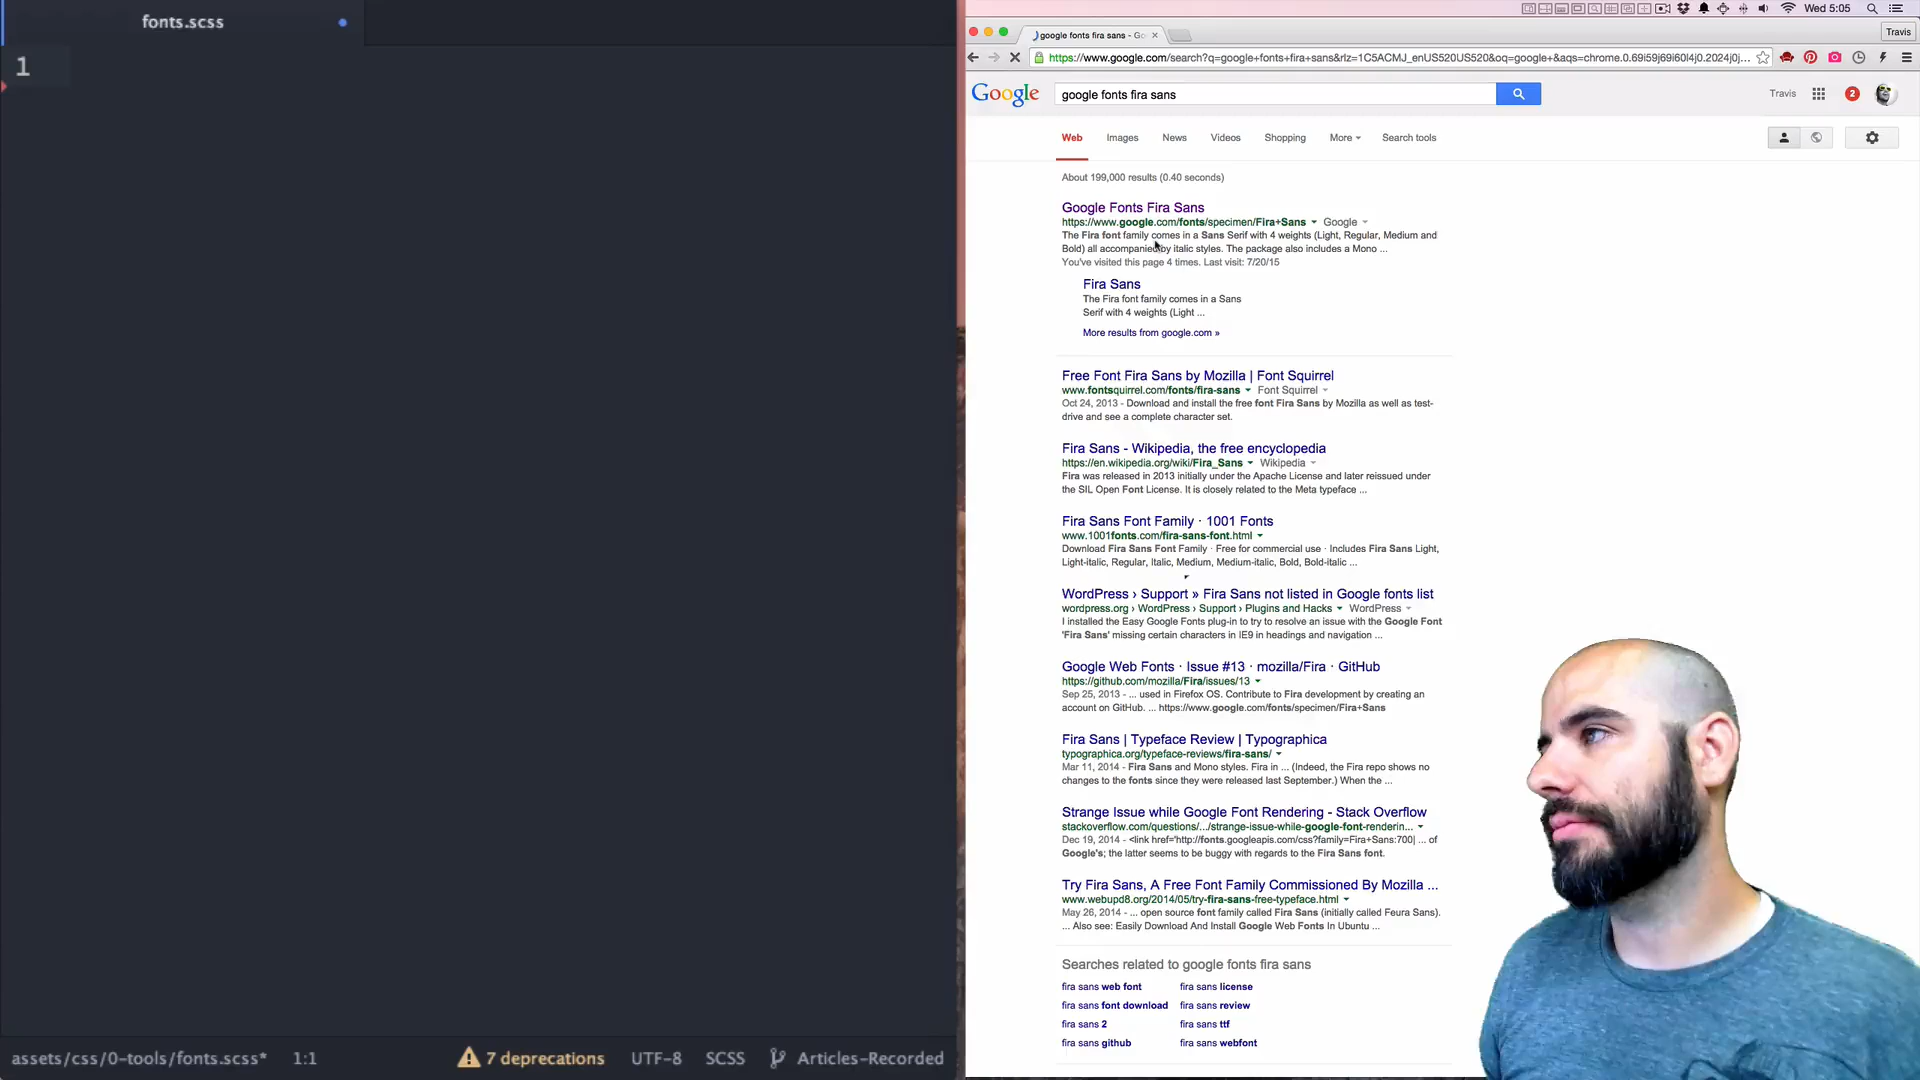 fonts.scss
1
assets/css/0-tools/fonts.scss* 1:1
7 deprecations UTF-8 SCSS Articles-Recorded
Wed 5:05
google fonts fira sans - Go
Travis
https://www.google.com/search?q=google+fonts+fira+sans&rlz=1C5ACMJ_enUS520US520&oq=google+&aqs=chrome.0.69i59j69i60l4j0.2024j0j...
Google google fonts fira sans
Travis 2
Web Images News Videos Shopping More Search tools
About 199,000 results (0.40 seconds)
Google Fonts Fira Sans
https://www.google.com/fonts/specimen/Fira+Sans Google
The Fira font family comes in a Sans Serif with 4 weights (Light, Regular, Medium and
Bold) all accompanied by italic styles. The package also includes a Mono ...
You've visited this page 4 times. Last visit: 7/20/15
Fira Sans
The Fira font family comes in a Sans
Serif with 4 weights (Light ...
More results from google.com »
Free Font Fira Sans by Mozilla | Font Squirrel
www.fontsquirrel.com/fonts/fira-sans Font Squirrel
Oct 24, 2013 - Download and install the free font Fira Sans by Mozilla as well as test-
drive and see a complete character set.
Fira Sans - Wikipedia, the free encyclopedia
https://en.wikipedia.org/wiki/Fira_Sans Wikipedia
Fira was released in 2013 initially under the Apache License and later reissued under
the SIL Open Font License. It is closely related to the Meta typeface ...
Fira Sans Font Family · 1001 Fonts
www.1001fonts.com/fira-sans-font.html
Download Fira Sans Font Family · Free for commercial use · Includes Fira Sans Light,
Light-italic, Regular, Italic, Medium, Medium-italic, Bold, Bold-italic ...
WordPress › Support » Fira Sans not listed in Google fonts list
wordpress.org › WordPress › Support › Plugins and Hacks WordPress
I installed the Easy Google Fonts plug-in to try to resolve an issue with the Google Font
'Fira Sans' missing certain characters in IE9 in headings and navigation ...
Google Web Fonts · Issue #13 · mozilla/Fira · GitHub
https://github.com/mozilla/Fira/issues/13
Sep 25, 2013 - ... used in Firefox OS. Contribute to Fira development by creating an
account on GitHub. ... https://www.google.com/fonts/specimen/Fira+Sans
Fira Sans | Typeface Review | Typographica
typographica.org/typeface-reviews/fira-sans/
Mar 11, 2014 - Fira Sans and Mono styles. Fira in ... (Indeed, the Fira repo shows no
changes to the fonts since they were released last September.) When the ...
Strange Issue while Google Font Rendering - Stack Overflow
stackoverflow.com/questions/.../strange-issue-while-google-font-renderin...
Dec 19, 2014 - <link href='http://fonts.googleapis.com/css?family=Fira+Sans:700| ... of
Google's; the latter seems to be buggy with regards to the Fira Sans font.
Try Fira Sans, A Free Font Family Commissioned By Mozilla ...
www.webupd8.org/2014/05/try-fira-sans-free-typeface.html
May 26, 2014 - ... open source font family called Fira Sans (initially called Feura Sans).
... Also see: Easily Download And Install Google Web Fonts In Ubuntu ...
Searches related to google fonts fira sans
fira sans web font fira sans license
fira sans font download fira sans review
fira sans 2 fira sans ttf
fira sans github fira sans webfont